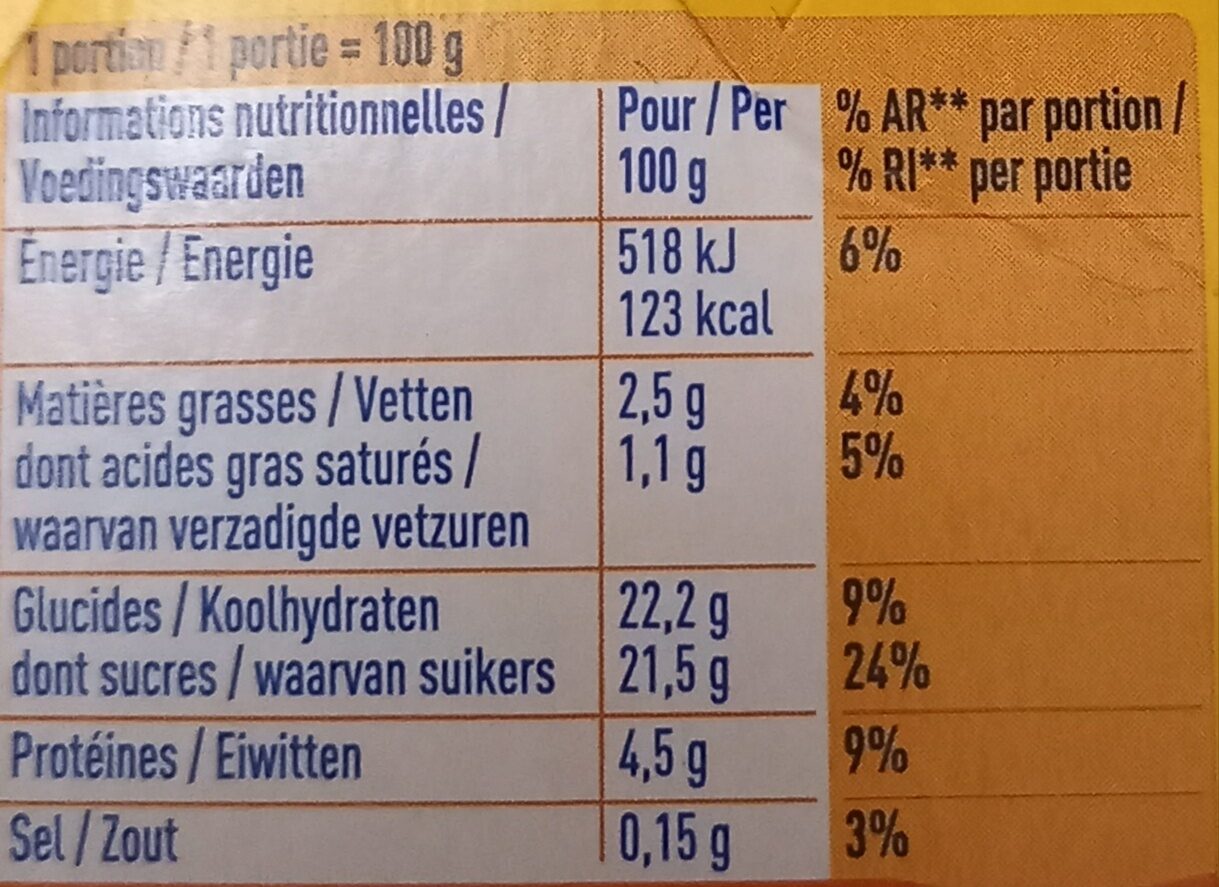 1 portion / 1 portie = 100 g
Informations nutritionnelles / Pour / Per % AR** par portion /
Voedingswaarden 100 g % RI** per portie
Énergie / Energie 518 kJ 6%
123 kcal
Matières grasses / Vetten 2,5 g 4%
dont acides gras saturés / 1,1 g 5%
waarvan verzadigde vetzuren
Glucides / Koolhydraten 22,2 g 9%
dont sucres / waarvan suikers 21,5 g 24%
Protéines / Eiwitten 4,5 g 9%
Sel / Zout 0,15 g 3%